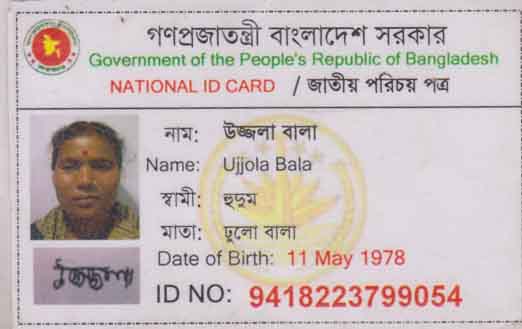 গণপ্রজাতন্ত্রী বাংলাদেশ সরকার
Government of the People's Republic of Bangladesh
NATIONAL ID CARD / জাতীয় পরিচয় পত্র
নাম: উজ্জলা বালা
Name: Ujjola Bala
স্বামী: হুদুম
মাতা: ঢুলো বালা
Date of Birth: 11 May 1978
ID NO: 9418223799054